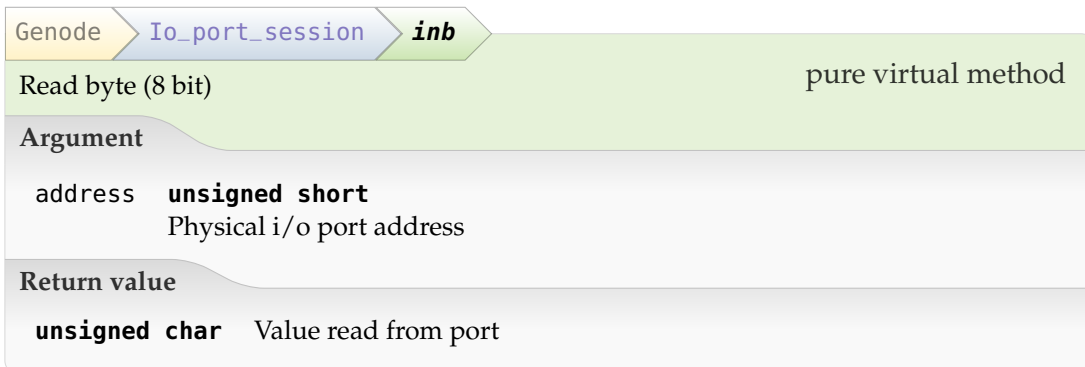 Genode Io_port_session inb
Read byte (8 bit) pure virtual method
Argument
address unsigned short
Physical i/o port address
Return value
unsigned char Value read from port